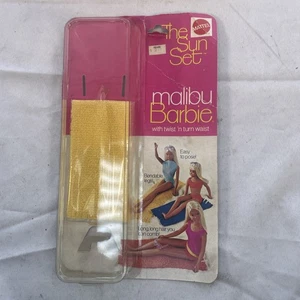 The
Sun
Set
MATTEL
malibu
Barbie
with twist 'n turn waist
Easy
to pose!
Bendable
legs
long, long hair you
can comb!